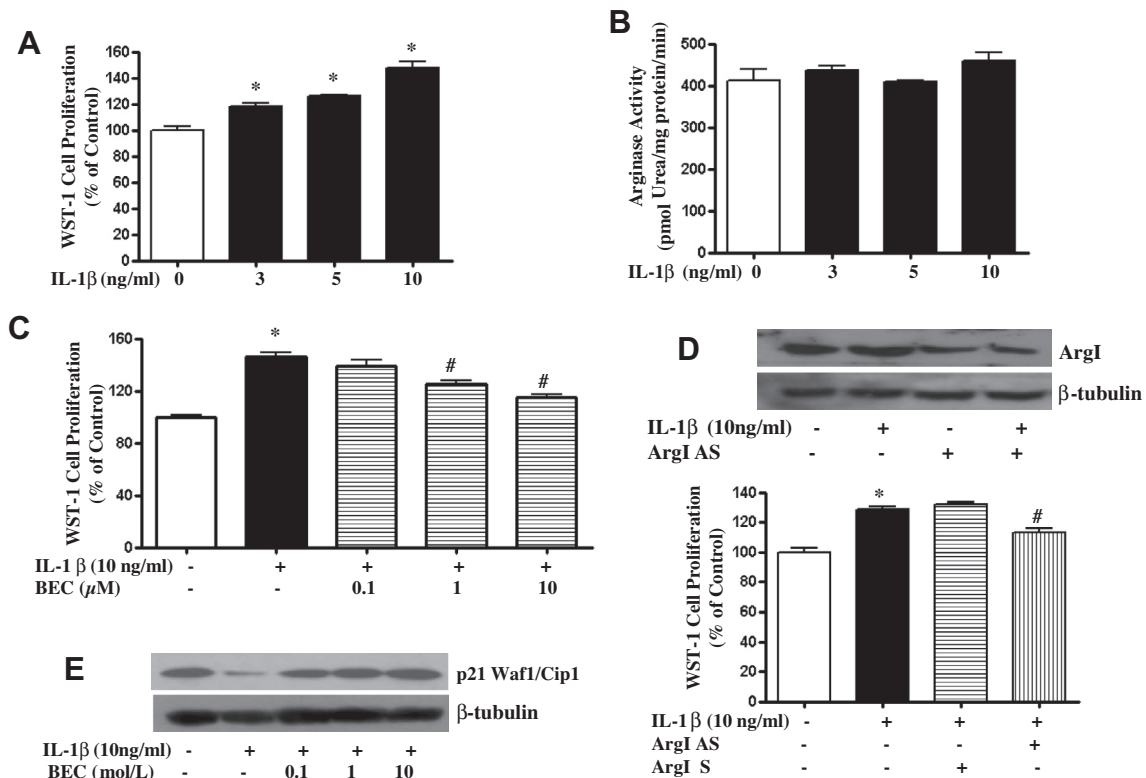 A
WST-1 Cell Proliferation
(% of Control)
160
140
120
100
80
60
40
20
0
*
*
*
IL-1β (ng/ml) 0 3 5 10
B
Arginase Activity
(pmol Urea/mg protein/min)
500
400
300
200
100
0
IL-1β (ng/ml) 0 3 5 10
C
WST-1 Cell Proliferation
(% of Control)
160
120
80
40
0
*
#
#
IL-1 β (10 ng/ml) - + + + +
BEC (µM) - - 0.1 1 10
D
ArgI
β-tubulin
IL-1β (10ng/ml) - + - +
ArgI AS - - + +
WST-1 Cell Proliferation
(% of Control)
140
120
100
80
60
40
20
0
*
#
IL-1 β (10 ng/ml) - + + +
ArgI AS - - - +
ArgI S - - + -
E
p21 Waf1/Cip1
β-tubulin
IL-1β (10ng/ml) - + + + +
BEC (mol/L) - - 0.1 1 10